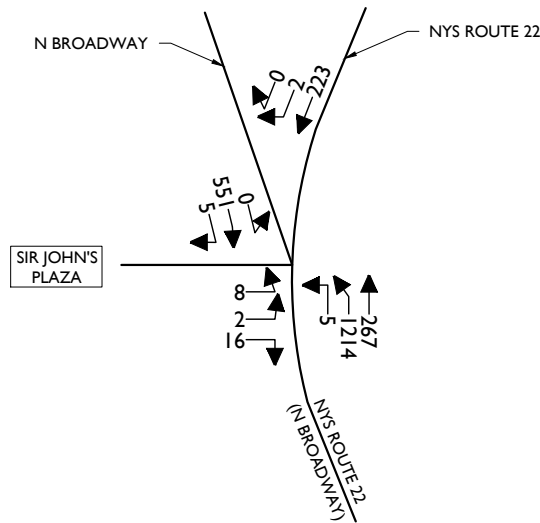 N BROADWAY
NYS ROUTE 22
0
2
223
551
0
5
SIR JOHN'S
PLAZA
8
2
16
5
1214
267
NYS ROUTE 22
(N BROADWAY)